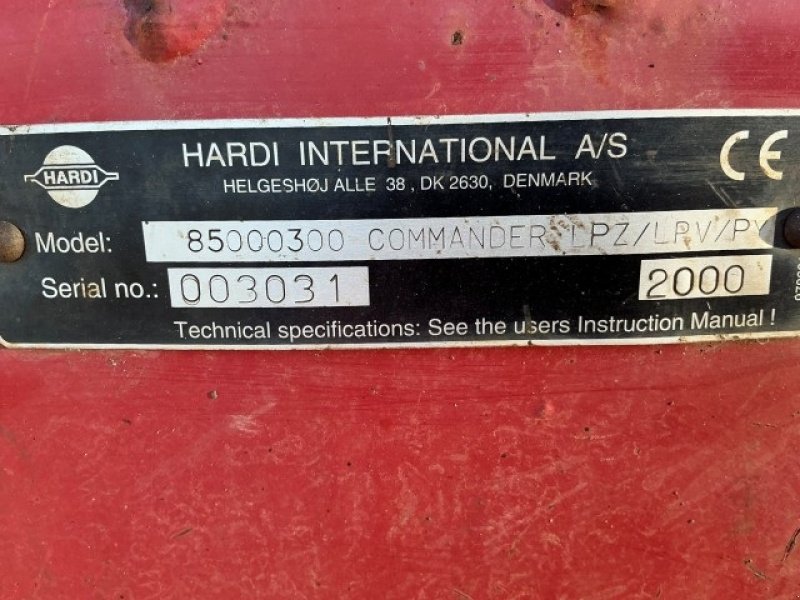 HARDI
HARDI INTERNATIONAL A/S
HELGESHØJ ALLE 38, DK 2630, DENMARK
CE
Model: 85000300 COMMANDER LPZ/LPV/PY
Serial no.: 003031 2000
Technical specifications: See the users Instruction Manual !